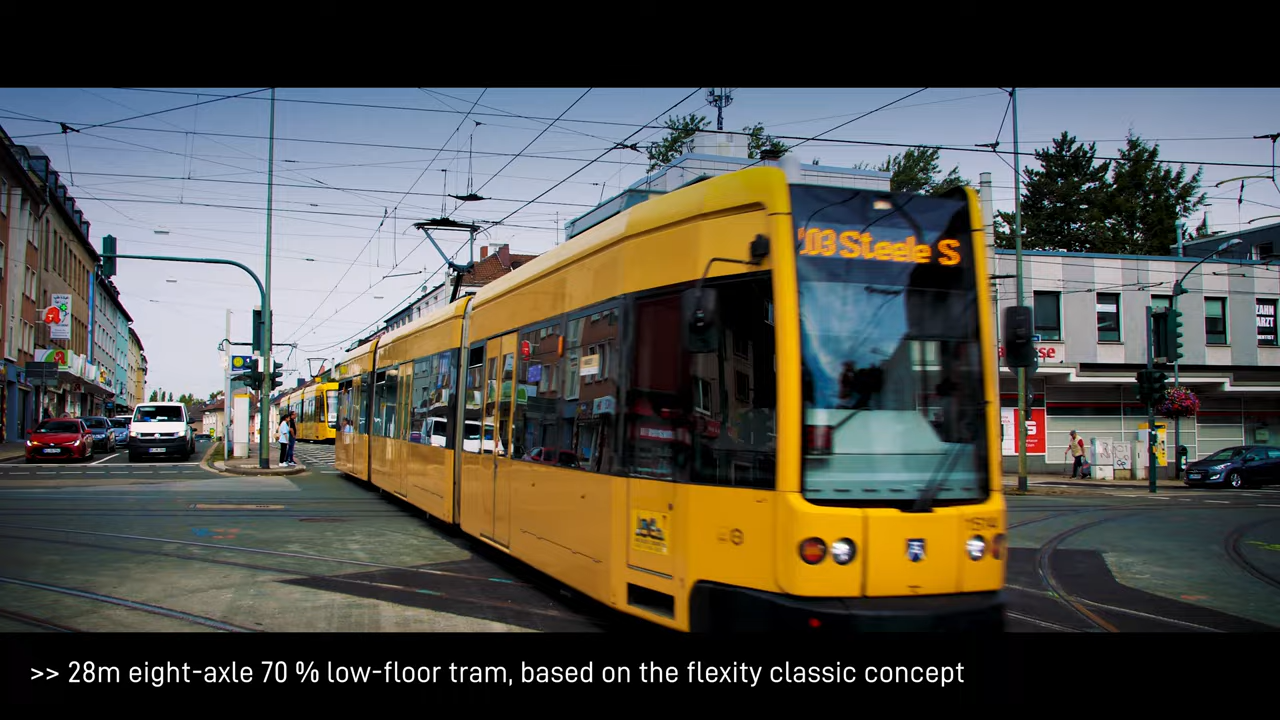 103 Steele S
ZAHN
ARZT
>> 28m eight-axle 70 % low-floor tram, based on the flexity classic concept